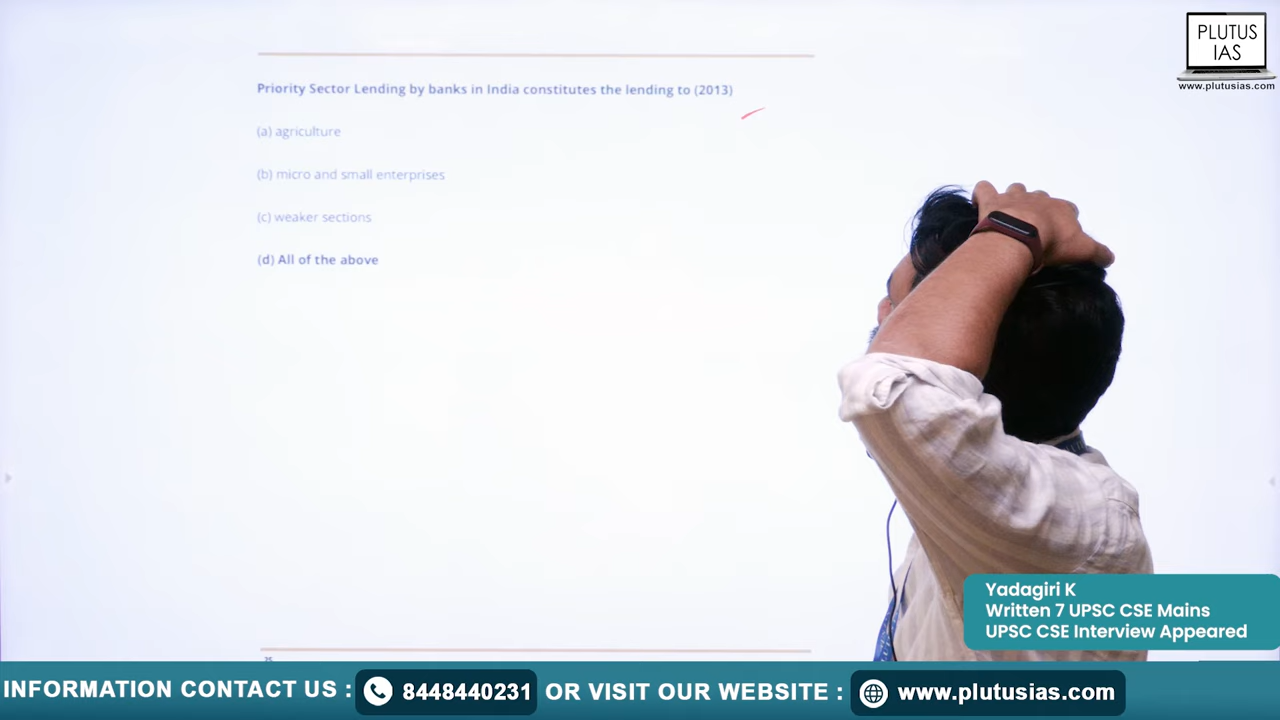 PLUTUS
IAS
www.plutusias.com
Priority Sector Lending by banks in India constitutes the lending to (2013)
(a) agriculture
(b) micro and small enterprises
(c) weaker sections
(d) All of the above
Yadagiri K
Written 7 UPSC CSE Mains
UPSC CSE Interview Appeared
INFORMATION CONTACT US : 8448440231 OR VISIT OUR WEBSITE : www.plutusias.com